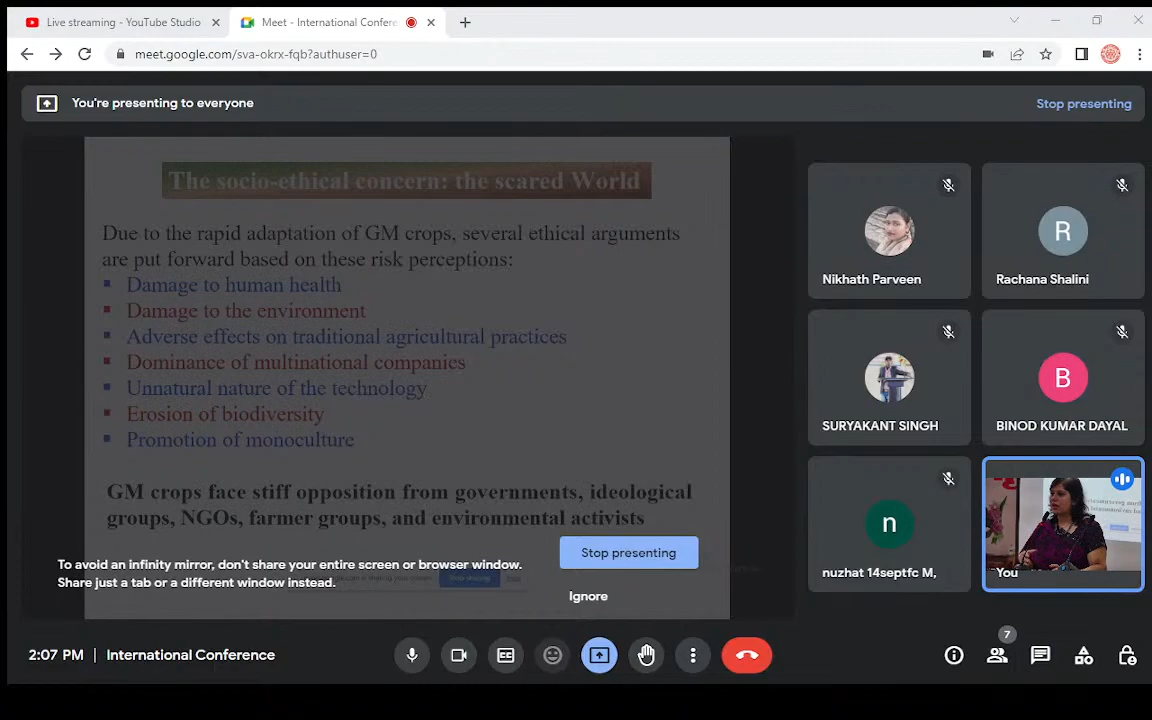 Live streaming - YouTube Studio
Meet - International Confere
meet.google.com/sva-okrx-fqb?authuser=0
You're presenting to everyone
Stop presenting
The socio-ethical concern: the scared World
Due to the rapid adaptation of GM crops, several ethical arguments
are put forward based on these risk perceptions:
Damage to human health
Damage to the environment
Adverse effects on traditional agricultural practices
Dominance of multinational companies
Unnatural nature of the technology
Erosion of biodiversity
Promotion of monoculture
GM crops face stiff opposition from governments, ideological
groups, NGOs, farmer groups, and environmental activists
To avoid an infinity mirror, don't share your entire screen or browser window.
Share just a tab or a different window instead.
Stop presenting
Ignore
Nikhath Parveen
R
Rachana Shalini
SURYAKANT SINGH
B
BINOD KUMAR DAYAL
n
nuzhat 14septfc M,
You
2:07 PM | International Conference
CC
7